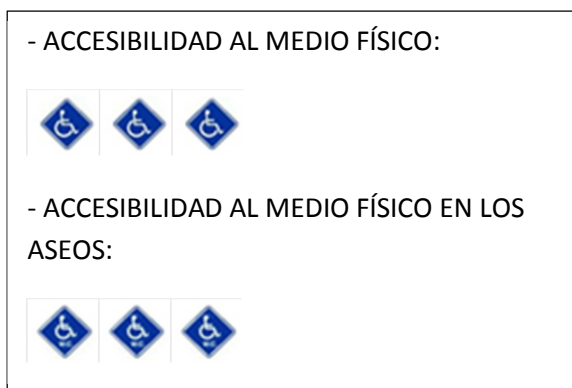 - ACCESIBILIDAD AL MEDIO FÍSICO:
- ACCESIBILIDAD AL MEDIO FÍSICO EN LOS
ASEOS: